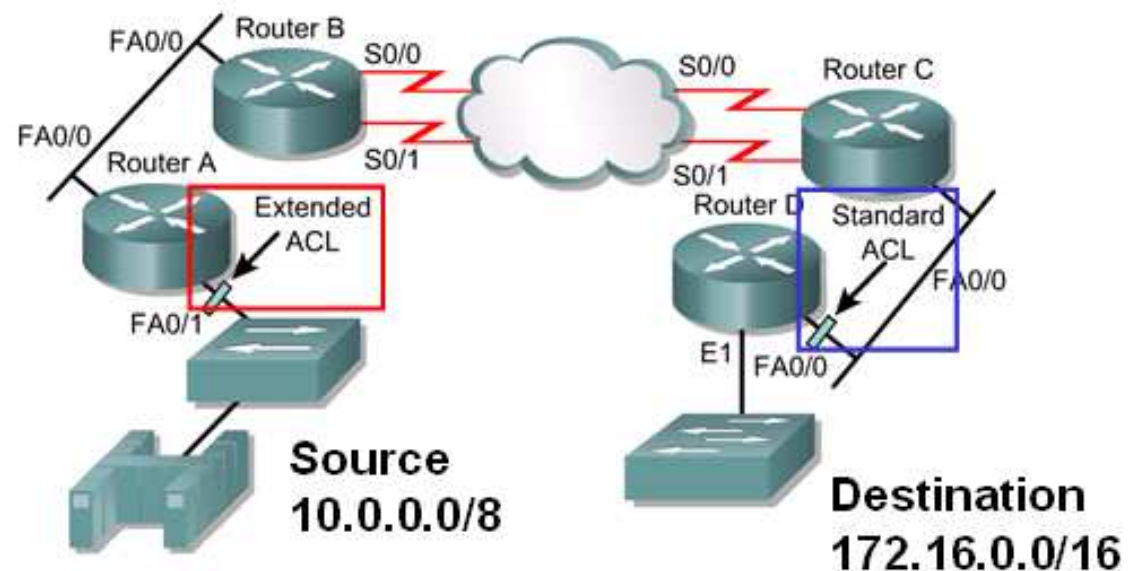 FA0/0
Router B
S0/0
S0/0
Router C
FA0/0
Router A
S0/1
S0/1
Router D
Extended
ACL
Standard
ACL
FA0/0
FA0/1
E1
FA0/0
Source
10.0.0.0/8
Destination
172.16.0.0/16